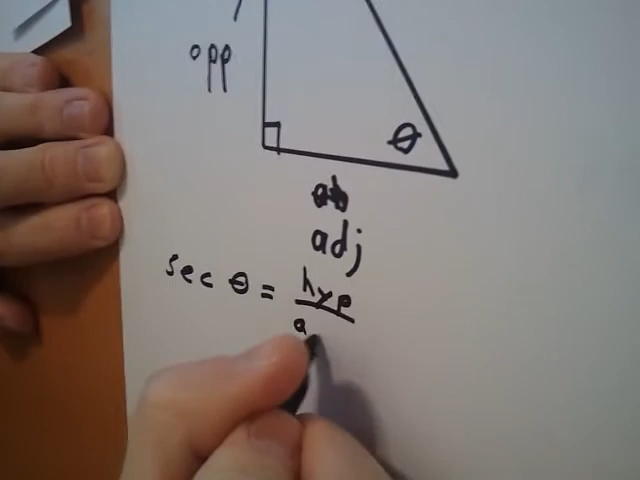 opp
θ
adj
sec θ = hyp
a